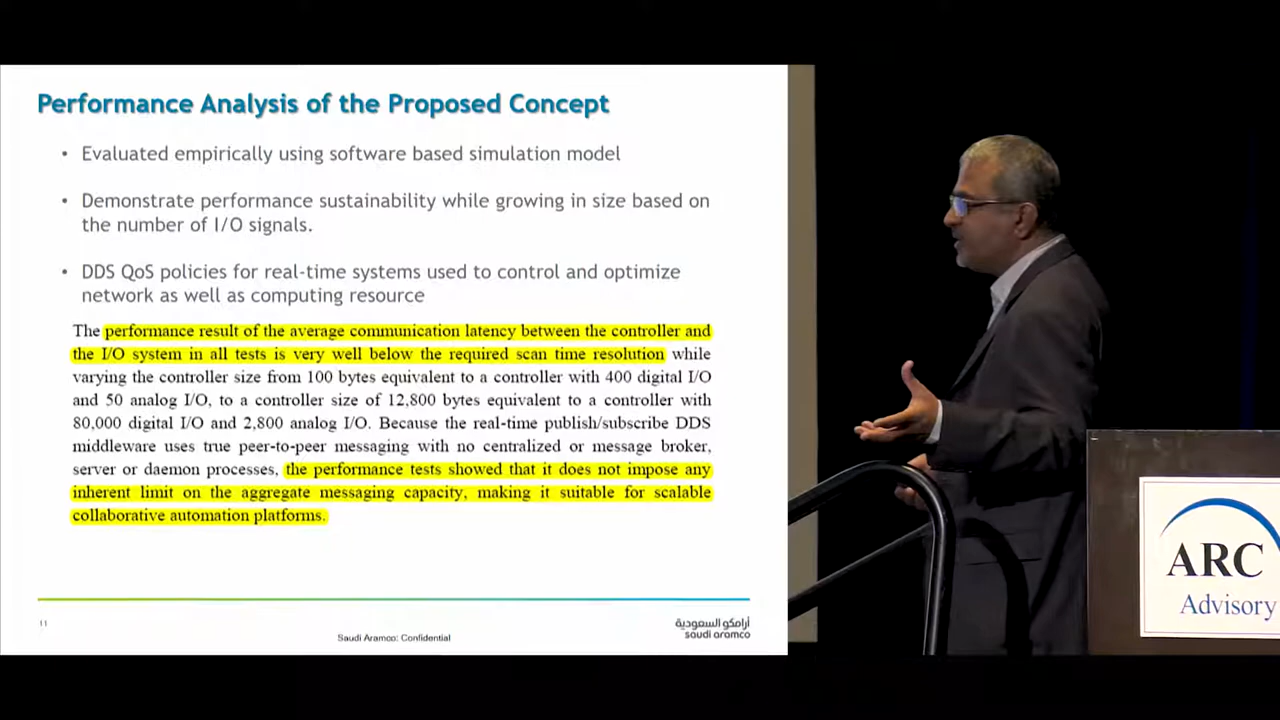 Performance Analysis of the Proposed Concept
• Evaluated empirically using software based simulation model
• Demonstrate performance sustainability while growing in size based on
the number of I/O signals.
• DDS QoS policies for real-time systems used to control and optimize
network as well as computing resource
The performance result of the average communication latency between the controller and
the I/O system in all tests is very well below the required scan time resolution while
varying the controller size from 100 bytes equivalent to a controller with 400 digital I/O
and 50 analog I/O, to a controller size of 12,800 bytes equivalent to a controller with
80,000 digital I/O and 2,800 analog I/O. Because the real-time publish/subscribe DDS
middleware uses true peer-to-peer messaging with no centralized or message broker,
server or daemon processes, the performance tests showed that it does not impose any
inherent limit on the aggregate messaging capacity, making it suitable for scalable
collaborative automation platforms.
11
Saudi Aramco: Confidential
أرامكو السعودية
saudi aramco
ARC
Advisory